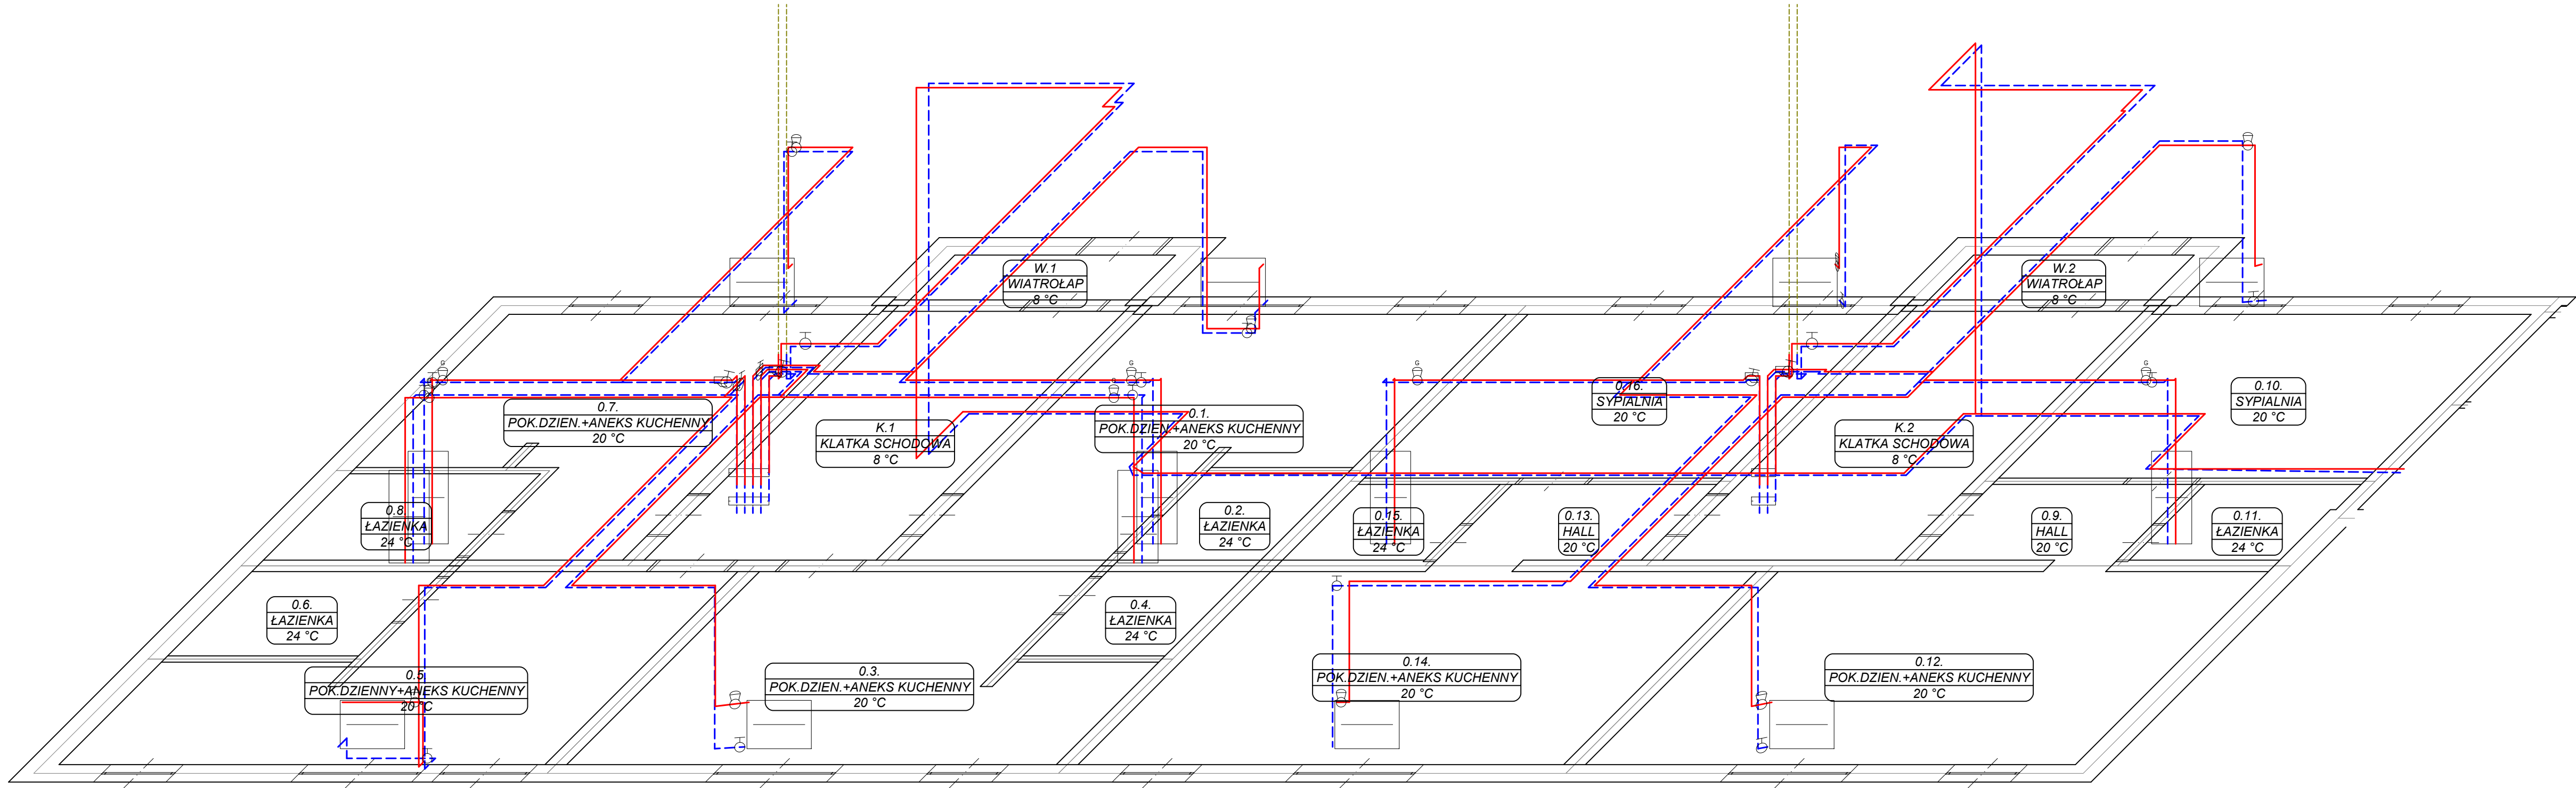 W.1
WIATROŁAP
8 °C
W.2
WIATROŁAP
8 °C
G
G
G
G
0.7.
POK.DZIEN.+ANEKS KUCHENNY
20 °C
K.1
KLATKA SCHODOWA
8 °C
0.1.
POK.DZIEN.+ANEKS KUCHENNY
20 °C
0.16.
SYPIALNIA
20 °C
K.2
KLATKA SCHODOWA
8 °C
0.10.
SYPIALNIA
20 °C
0.8.
ŁAZIENKA
24 °C
0.2.
ŁAZIENKA
24 °C
0.15.
ŁAZIENKA
24 °C
0.13.
HALL
20 °C
0.9.
HALL
20 °C
0.11.
ŁAZIENKA
24 °C
0.6.
ŁAZIENKA
24 °C
0.4.
ŁAZIENKA
24 °C
0.5.
POK.DZIENNY+ANEKS KUCHENNY
20 °C
0.3.
POK.DZIEN.+ANEKS KUCHENNY
20 °C
0.14.
POK.DZIEN.+ANEKS KUCHENNY
20 °C
0.12.
POK.DZIEN.+ANEKS KUCHENNY
20 °C